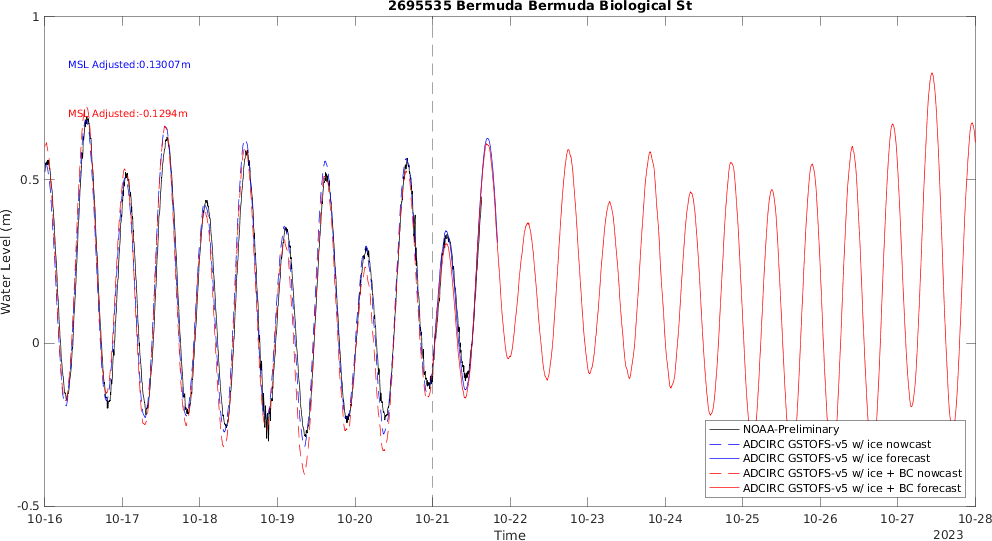 2695535 Bermuda Bermuda Biological St
MSL Adjusted:0.13007m
MSL Adjusted:-0.1294m
Water Level (m)
1
0.5
0
-0.5
NOAA-Preliminary
ADCIRC GSTOFS-v5 w/ ice nowcast
ADCIRC GSTOFS-v5 w/ ice forecast
ADCIRC GSTOFS-v5 w/ ice + BC nowcast
ADCIRC GSTOFS-v5 w/ ice + BC forecast
10-16 10-17 10-18 10-19 10-20 10-21 10-22 10-23 10-24 10-25 10-26 10-27 10-28
Time
2023